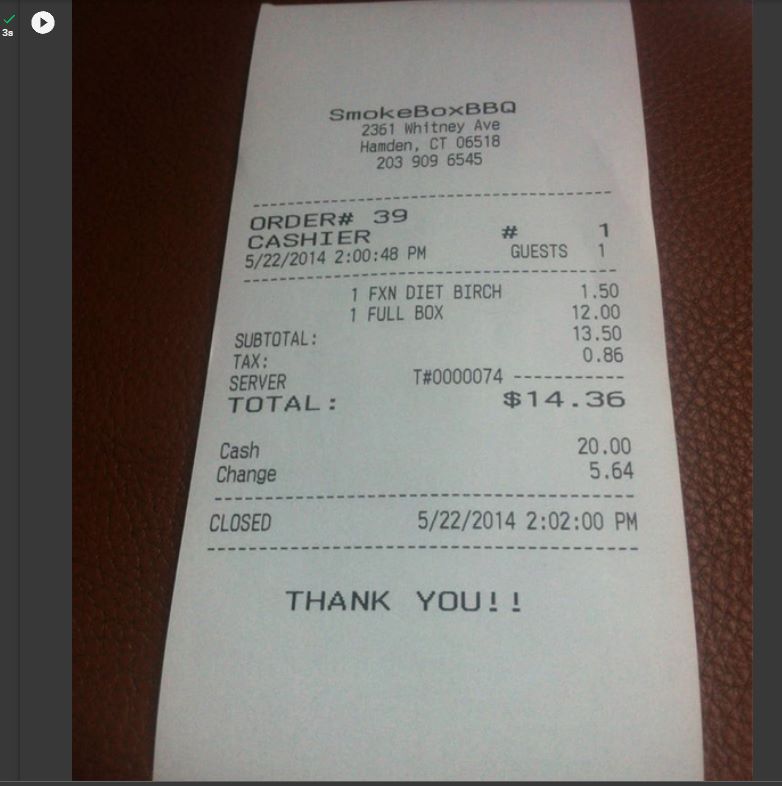 3s
SmokeBoxBBQ
2361 Whitney Ave
Hamden, CT 06518
203 909 6545
ORDER# 39
CASHIER # 1
5/22/2014 2:00:48 PM GUESTS 1
1 FXN DIET BIRCH 1.50
1 FULL BOX 12.00
SUBTOTAL: 13.50
TAX: 0.86
SERVER T#0000074 -----------
TOTAL: $14.36
Cash 20.00
Change 5.64
CLOSED 5/22/2014 2:02:00 PM
THANK YOU!!